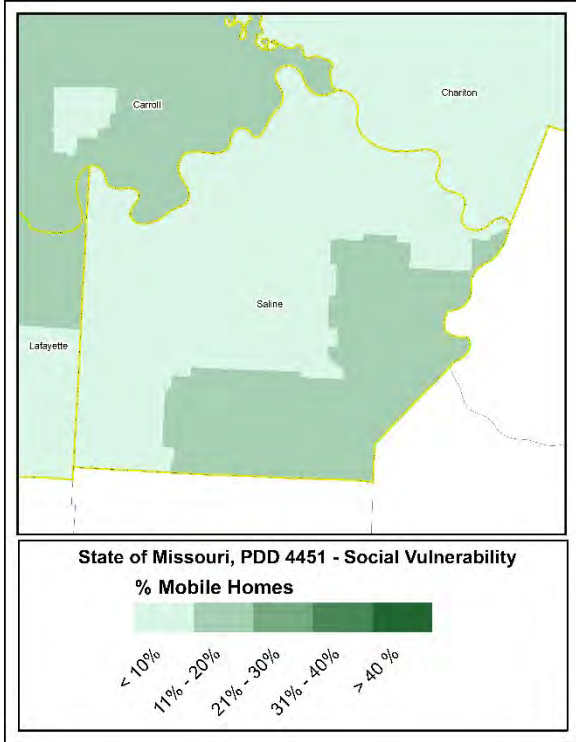 Carroll
Chariton
Saline
Lafayette
State of Missouri, PDD 4451 - Social Vulnerability
% Mobile Homes
< 10%
11% - 20%
21% - 30%
31% - 40%
> 40 %